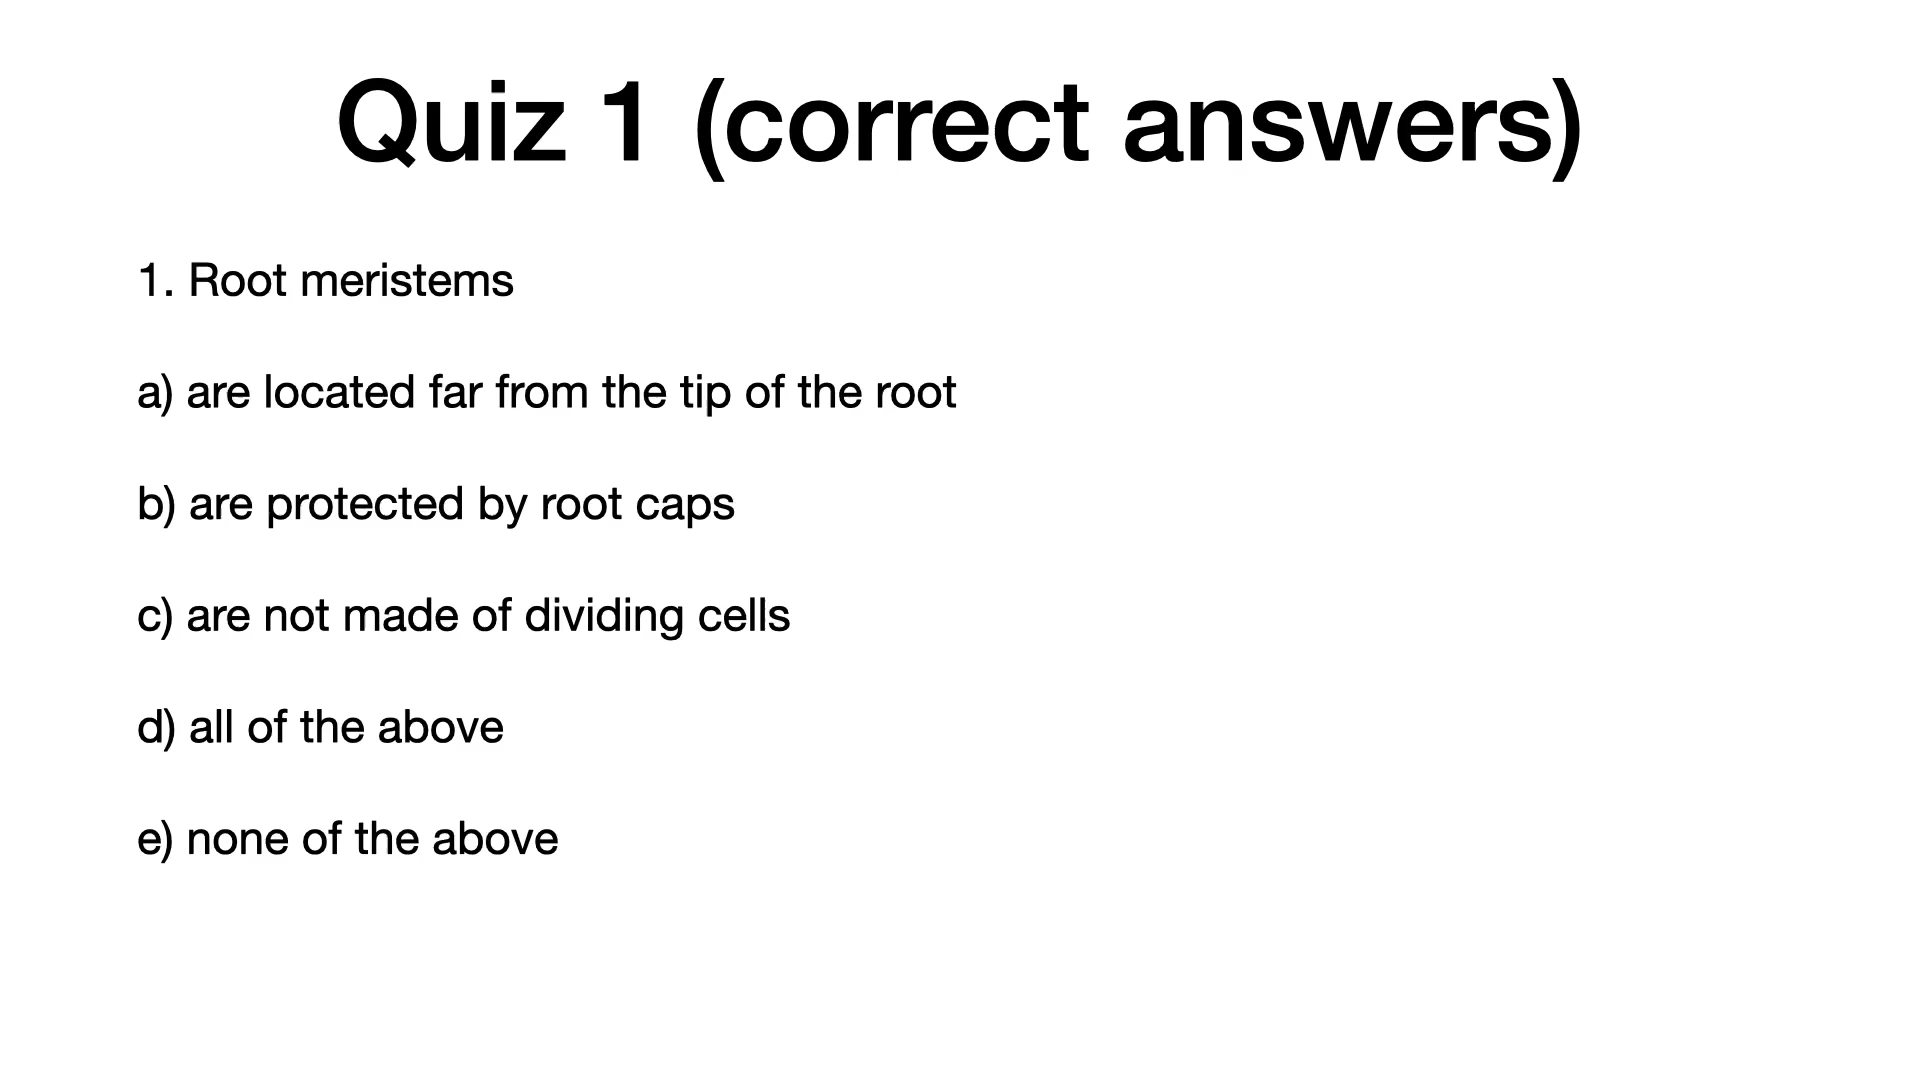 Quiz 1 (correct answers)
1. Root meristems
a) are located far from the tip of the root
b) are protected by root caps
c) are not made of dividing cells
d) all of the above
e) none of the above